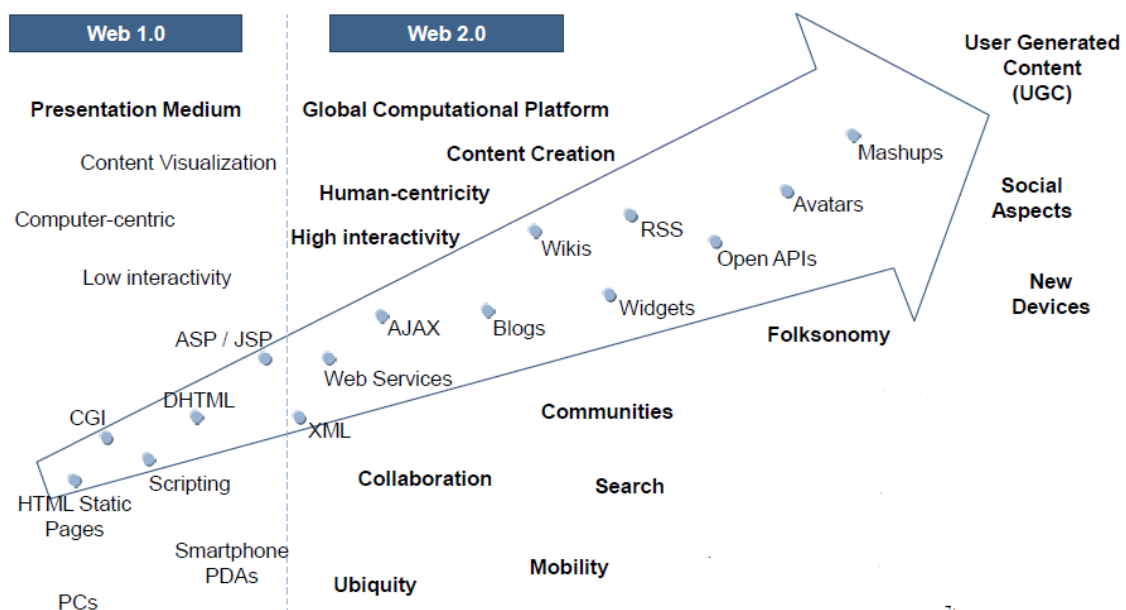 Web 1.0
Web 2.0
User Generated
Content
(UGC)
Presentation Medium
Global Computational Platform
Content Visualization
Content Creation
Mashups
Human-centricity
Avatars
Social
Aspects
Computer-centric
High interactivity
Wikis
RSS
Open APIs
Low interactivity
New
Devices
Widgets
ASP / JSP
AJAX
Blogs
Folksonomy
Web Services
DHTML
CGI
XML
Communities
Scripting
Collaboration
Search
HTML Static
Pages
Smartphone
PDAs
Ubiquity
Mobility
PCs